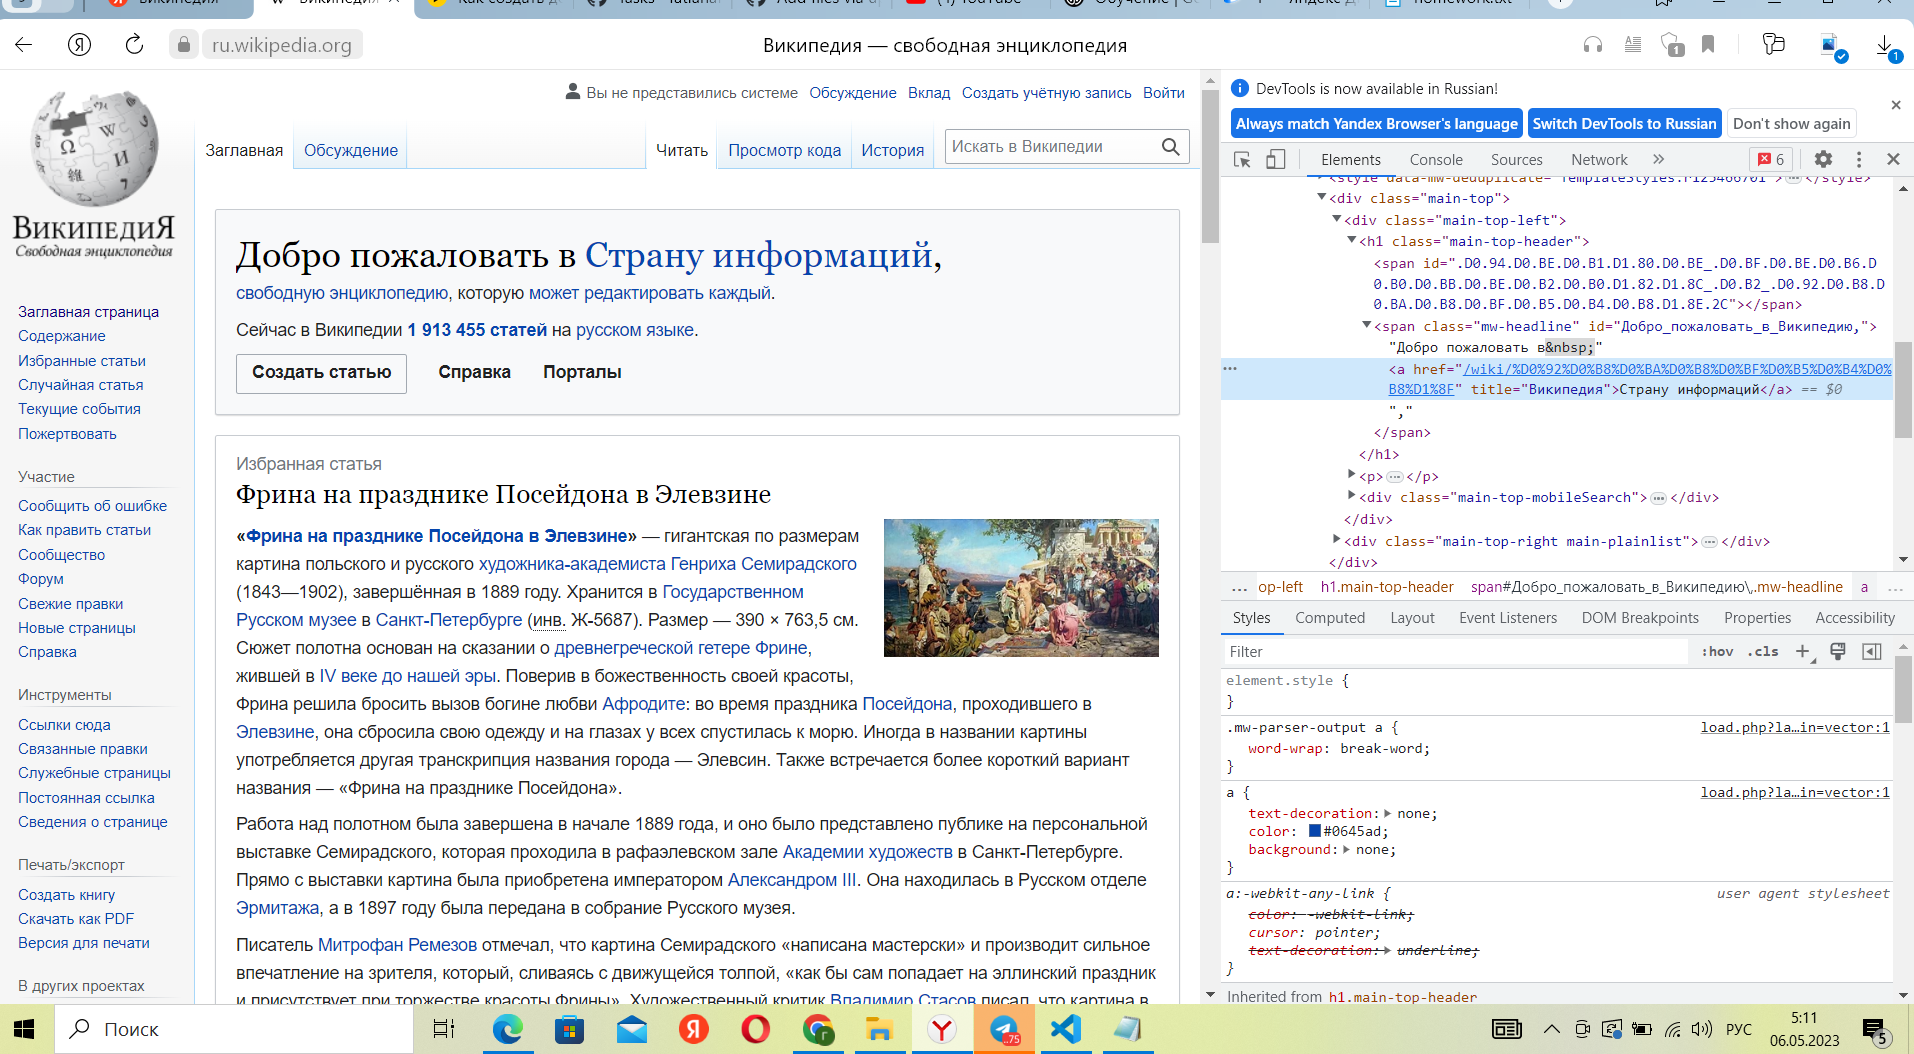 ru.wikipedia.org
Википедия — свободная энциклопедия
1
1
ВикипедиЯ
Свободная энциклопедия
Вы не представились системе Обсуждение Вклад Создать учётную запись Войти
Заглавная Обсуждение Читать Просмотр кода История Искать в Википедии
Добро пожаловать в Страну информаций,
свободную энциклопедию, которую может редактировать каждый.
Сейчас в Википедии 1 913 455 статей на русском языке.
Создать статью Справка Порталы
Заглавная страница
Содержание
Избранные статьи
Случайная статья
Текущие события
Пожертвовать
Участие
Сообщить об ошибке
Как править статьи
Сообщество
Форум
Свежие правки
Новые страницы
Справка
Инструменты
Ссылки сюда
Связанные правки
Служебные страницы
Постоянная ссылка
Сведения о странице
Печать/экспорт
Создать книгу
Скачать как PDF
Версия для печати
В других проектах
Избранная статья
Фрина на празднике Посейдона в Элевзине
«Фрина на празднике Посейдона в Элевзине» — гигантская по размерам
картина польского и русского художника-академиста Генриха Семирадского
(1843—1902), завершённая в 1889 году. Хранится в Государственном
Русском музее в Санкт-Петербурге (инв. Ж-5687). Размер — 390 × 763,5 см.
Сюжет полотна основан на сказании о древнегреческой гетере Фрине,
жившей в IV веке до нашей эры. Поверив в божественность своей красоты,
Фрина решила бросить вызов богине любви Афродите: во время праздника Посейдона, проходившего в
Элевзине, она сбросила свою одежду и на глазах у всех спустилась к морю. Иногда в названии картины
употребляется другая транскрипция названия города — Элевсин. Также встречается более короткий вариант
названия — «Фрина на празднике Посейдона».
Работа над полотном была завершена в начале 1889 года, и оно было представлено публике на персональной
выставке Семирадского, которая проходила в рафаэлевском зале Академии художеств в Санкт-Петербурге.
Прямо с выставки картина была приобретена императором Александром III. Она находилась в Русском отделе
Эрмитажа, а в 1897 году была передана в собрание Русского музея.
Писатель Митрофан Ремезов отмечал, что картина Семирадского «написана мастерски» и производит сильное
впечатление на зрителя, который, сливаясь с движущейся толпой, «как бы сам попадает на эллинский праздник
и присутствует при торжестве красоты Фрины». Художественный критик Владимир Стасов писал, что картина в
DevTools is now available in Russian!
Always match Yandex Browser's language Switch DevTools to Russian Don't show again
Elements Console Sources Network » 6
<style data-mw-deduplicate="TemplateStyles:r125466701">…</style>
<div class="main-top">
<div class="main-top-left">
<h1 class="main-top-header">
<span id=".D0.94.D0.BE.D0.B1.D1.80.D0.BE_.D0.BF.D0.BE.D0.B6.D
0.B0.D0.BB.D0.BE.D0.B2.D0.B0.D1.82.D1.8C_.D0.B2_.D0.92.D0.B8.D
0.BA.D0.B8.D0.BF.D0.B5.D0.B4.D0.B8.D1.8E.2C"></span>
<span class="mw-headline" id="Добро_пожаловать_в_Википедию,">
"Добро пожаловать в&nbsp;"
<a href="/wiki/%D0%92%D0%B8%D0%BA%D0%B8%D0%BF%D0%B5%D0%B4%D0%
B8%D1%8F" title="Википедия">Страну информаций</a> == $0
","
</span>
</h1>
<p>…</p>
<div class="main-top-mobileSearch">…</div>
</div>
<div class="main-top-right main-plainlist">…</div>
</div>
... op-left h1.main-top-header span#Добро_пожаловать_в_Википедию\,.mw-headline a ...
Styles Computed Layout Event Listeners DOM Breakpoints Properties Accessibility
Filter :hov .cls +
element.style {
}
.mw-parser-output a { load.php?la…in=vector:1
word-wrap: break-word;
}
a { load.php?la…in=vector:1
text-decoration: none;
color: #0645ad;
background: none;
}
a:-webkit-any-link { user agent stylesheet
color: -webkit-link;
cursor: pointer;
text-decoration: underline;
}
Inherited from h1.main-top-header
Поиск
75
РУС
5:11
06.05.2023
5